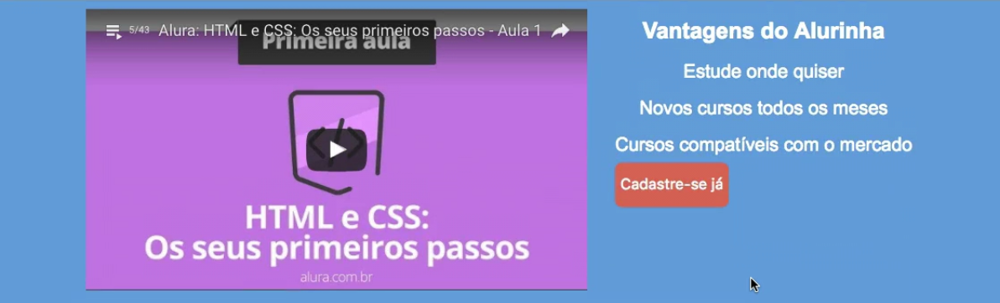 5/43 Alura: HTML e CSS: Os seus primeiros passos - Aula 1
Primeira aula
HTML e CSS:
Os seus primeiros passos
alura.com.br
Vantagens do Alurinha
Estude onde quiser
Novos cursos todos os meses
Cursos compatíveis com o mercado
Cadastre-se já